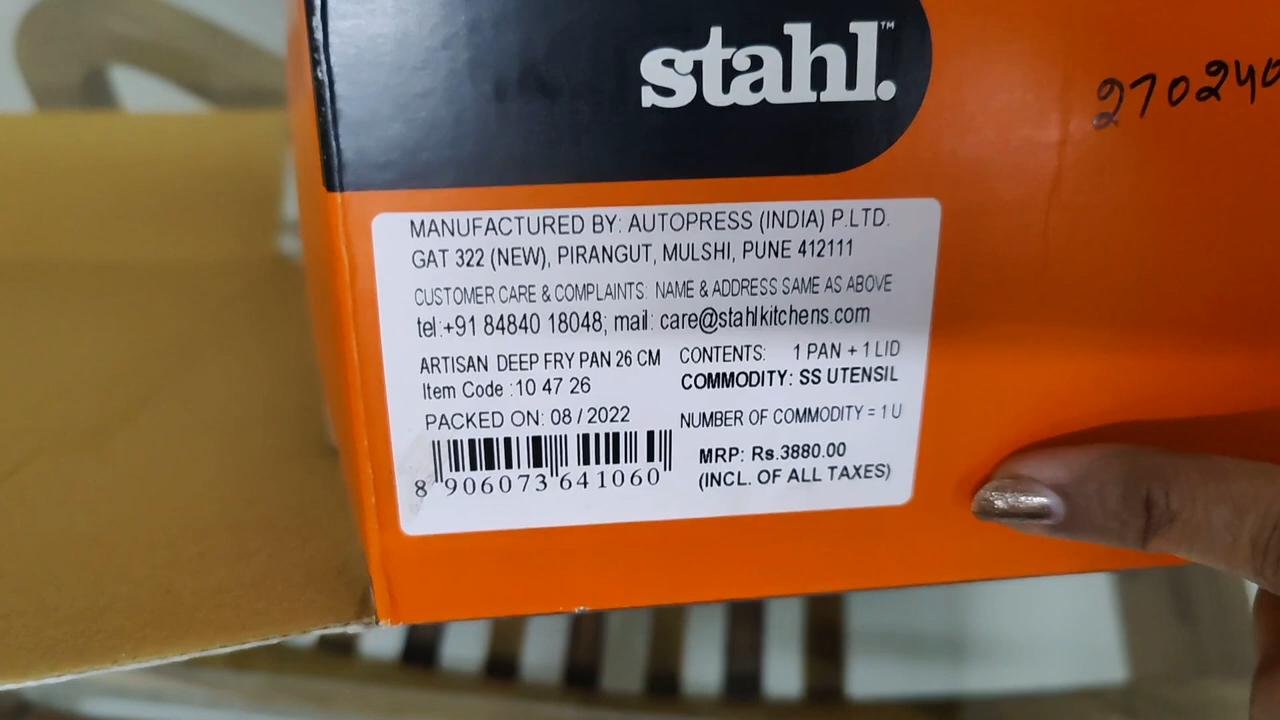 stahl.™
270240
MANUFACTURED BY: AUTOPRESS (INDIA) P.LTD.
GAT 322 (NEW), PIRANGUT, MULSHI, PUNE 412111
CUSTOMER CARE & COMPLAINTS: NAME & ADDRESS SAME AS ABOVE
tel:+91 84840 18048; mail: care@stahlkitchens.com
ARTISAN DEEP FRY PAN 26 CM CONTENTS: 1 PAN + 1 LID
Item Code :10 47 26 COMMODITY: SS UTENSIL
PACKED ON: 08 / 2022 NUMBER OF COMMODITY = 1 U
MRP: Rs.3880.00
8 906073 641060 (INCL. OF ALL TAXES)